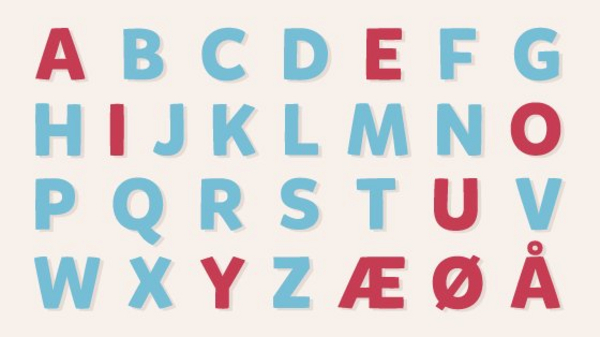 A B C D E F G
H I J K L M N O
P Q R S T U V
W X Y Z Æ Ø Å